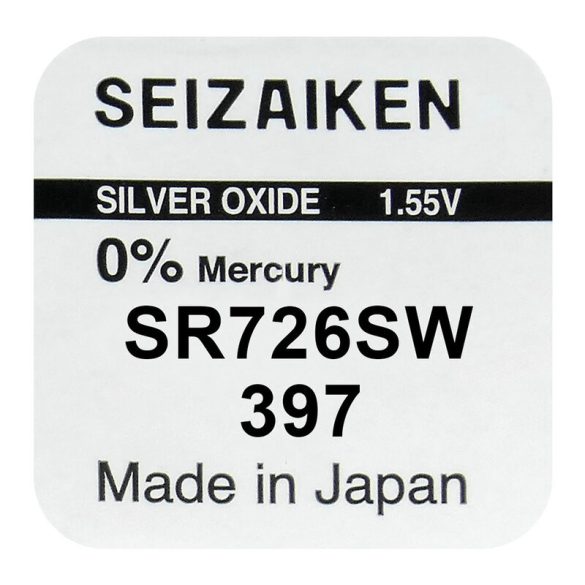 SEIZAIKEN
SILVER OXIDE 1.55V
0% Mercury
SR726SW
397
Made in Japan